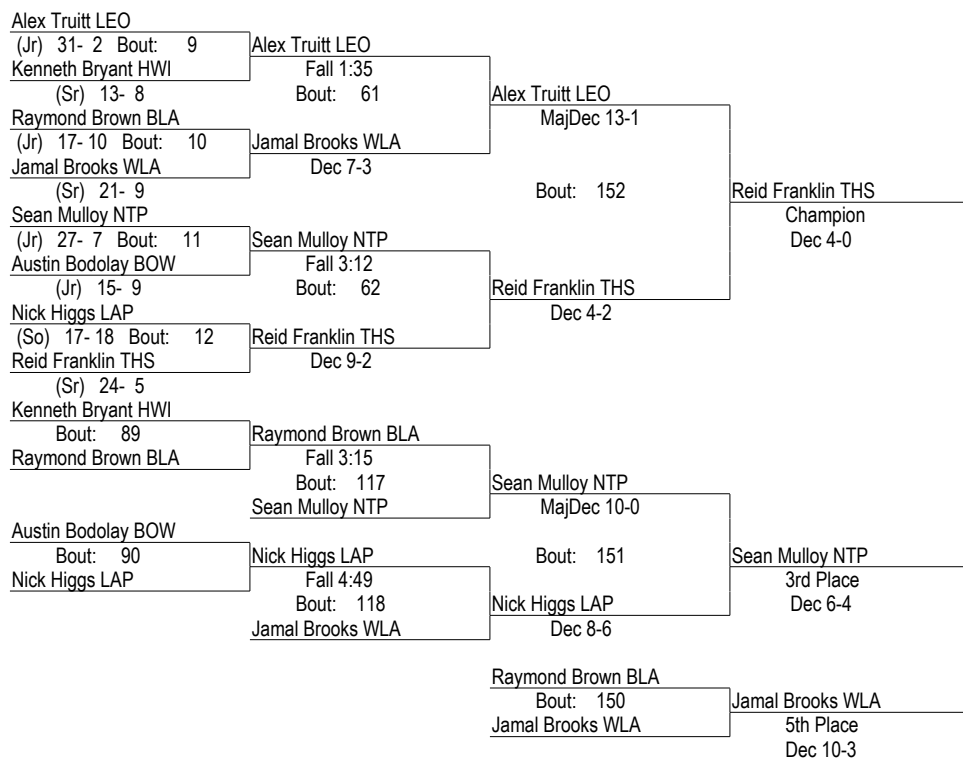 Alex Truitt LEO
(Jr) 31- 2 Bout: 9 Alex Truitt LEO
Kenneth Bryant HWI Fall 1:35
(Sr) 13- 8 Bout: 61 Alex Truitt LEO
Raymond Brown BLA MajDec 13-1
(Jr) 17- 10 Bout: 10 Jamal Brooks WLA
Jamal Brooks WLA Dec 7-3
(Sr) 21- 9 Bout: 152 Reid Franklin THS
Sean Mulloy NTP Champion
(Jr) 27- 7 Bout: 11 Sean Mulloy NTP Dec 4-0
Austin Bodolay BOW Fall 3:12
(Jr) 15- 9 Bout: 62 Reid Franklin THS
Nick Higgs LAP Dec 4-2
(So) 17- 18 Bout: 12 Reid Franklin THS
Reid Franklin THS Dec 9-2
(Sr) 24- 5
Kenneth Bryant HWI
Bout: 89 Raymond Brown BLA
Raymond Brown BLA Fall 3:15
Bout: 117 Sean Mulloy NTP
Sean Mulloy NTP MajDec 10-0
Austin Bodolay BOW
Bout: 90 Nick Higgs LAP Bout: 151 Sean Mulloy NTP
Nick Higgs LAP Fall 4:49 3rd Place
Bout: 118 Nick Higgs LAP Dec 6-4
Jamal Brooks WLA Dec 8-6
Raymond Brown BLA
Bout: 150 Jamal Brooks WLA
Jamal Brooks WLA 5th Place
Dec 10-3